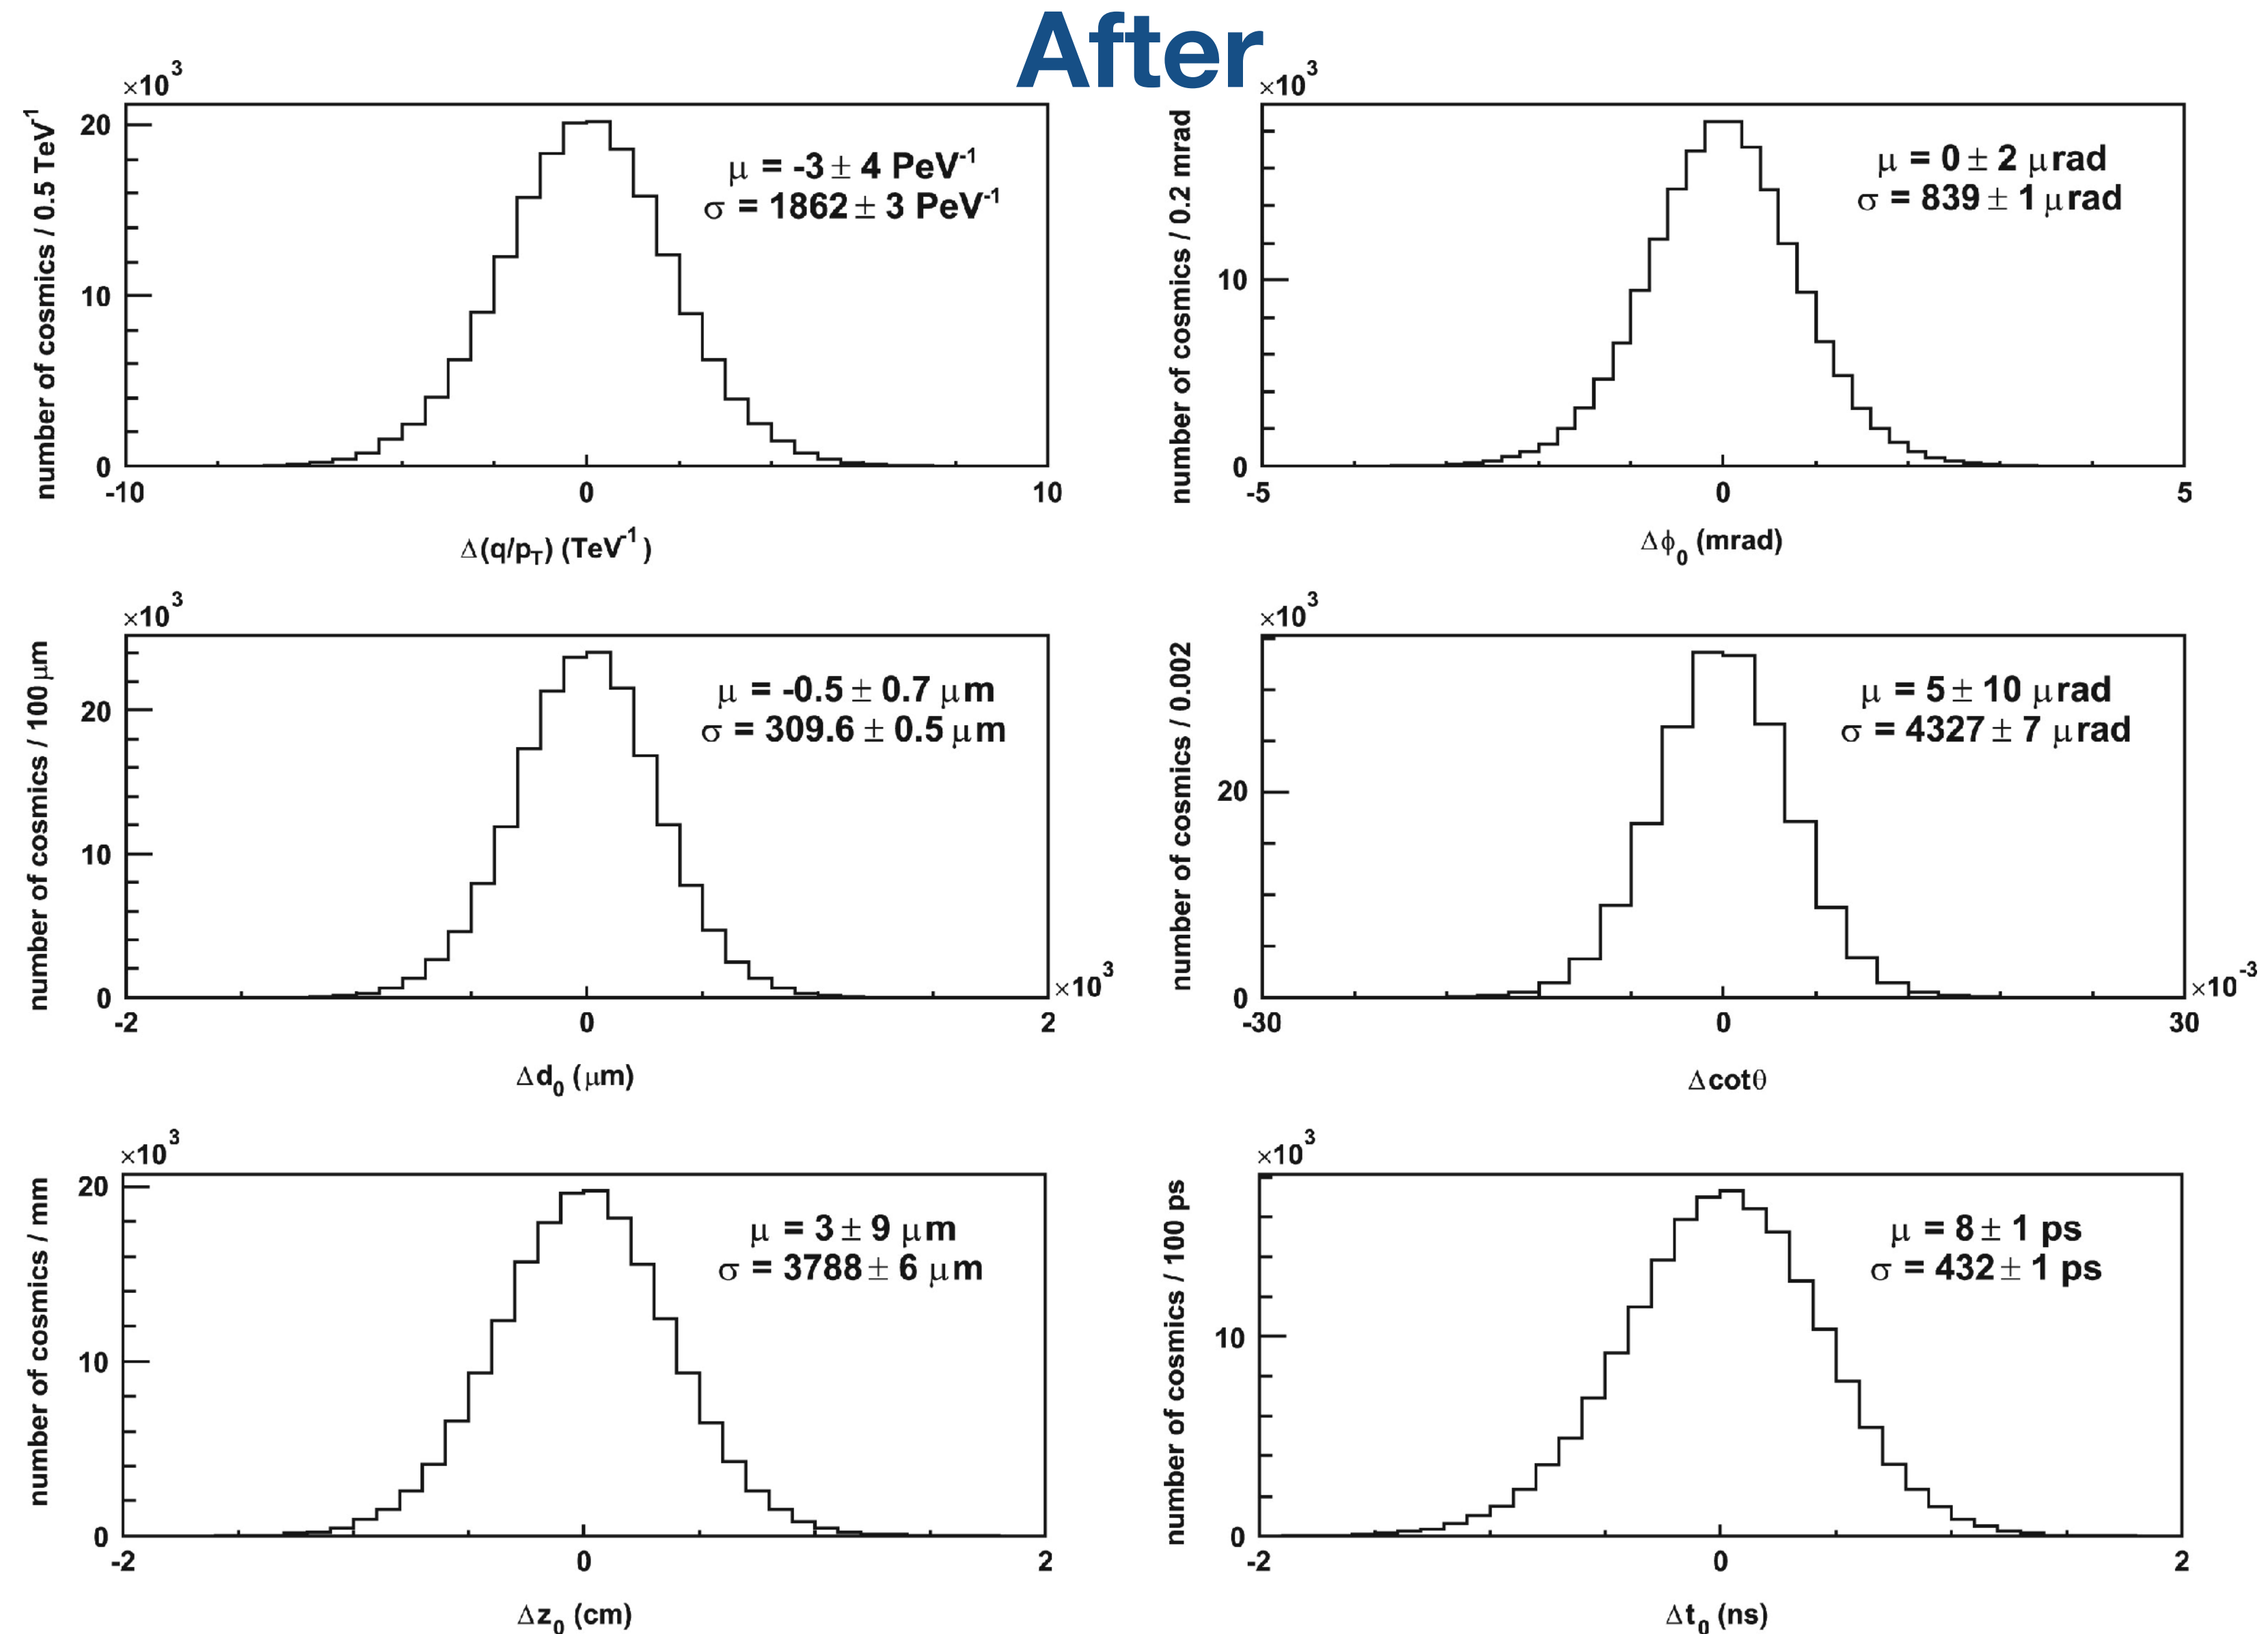 After
×10³
number of cosmics / 0.5 TeV⁻¹
20
10
0
μ = -3 ± 4 PeV⁻¹
σ = 1862 ± 3 PeV⁻¹
-10
0
10
Δ(q/p_T) (TeV⁻¹)
×10³
number of cosmics / 0.2 mrad
10
0
μ = 0 ± 2 μrad
σ = 839 ± 1 μrad
-5
0
5
Δϕ₀ (mrad)
×10³
number of cosmics / 100 μm
20
10
0
μ = -0.5 ± 0.7 μm
σ = 309.6 ± 0.5 μm
×10³
-2
0
2
Δd₀ (μm)
×10³
number of cosmics / 0.002
20
0
μ = 5 ± 10 μrad
σ = 4327 ± 7 μrad
×10⁻³
-30
0
30
Δcotθ
×10³
number of cosmics / mm
20
10
0
μ = 3 ± 9 μm
σ = 3788 ± 6 μm
-2
0
2
Δz₀ (cm)
×10³
number of cosmics / 100 ps
10
0
μ = 8 ± 1 ps
σ = 432 ± 1 ps
-2
0
2
Δt₀ (ns)